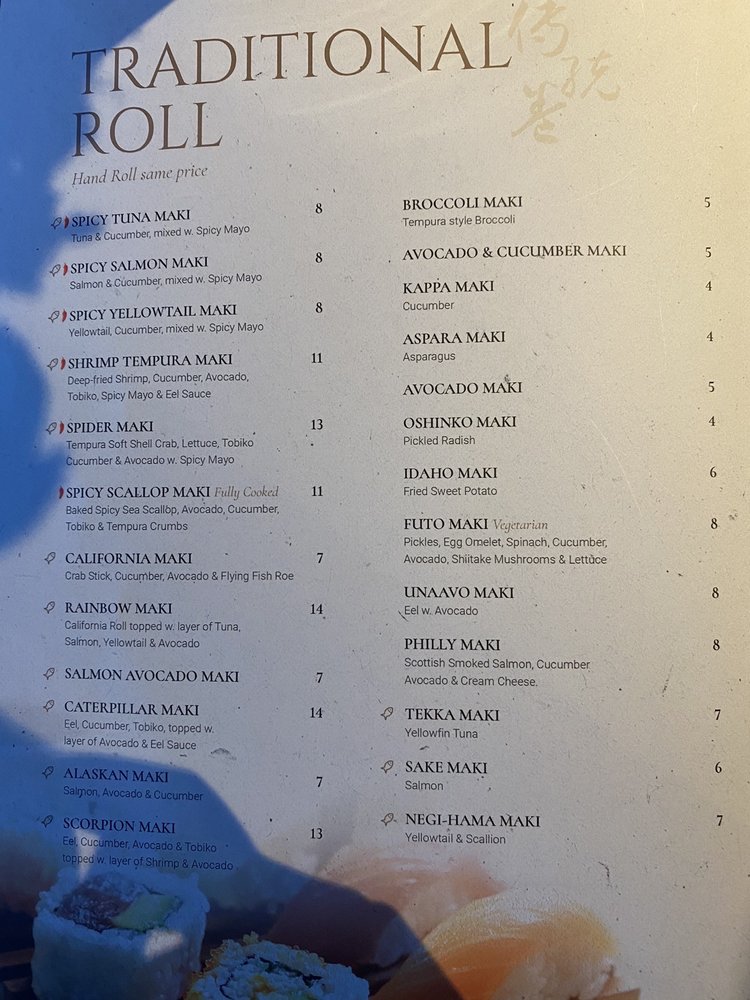 TRADITIONAL
ROLL
传统卷
Hand Roll same price
SPICY TUNA MAKI 8
Tuna & Cucumber, mixed w. Spicy Mayo
SPICY SALMON MAKI 8
Salmon & Cucumber, mixed w. Spicy Mayo
SPICY YELLOWTAIL MAKI 8
Yellowtail, Cucumber, mixed w. Spicy Mayo
SHRIMP TEMPURA MAKI 11
Deep-fried Shrimp, Cucumber, Avocado,
Tobiko, Spicy Mayo & Eel Sauce
SPIDER MAKI 13
Tempura Soft Shell Crab, Lettuce, Tobiko
Cucumber & Avocado w. Spicy Mayo
SPICY SCALLOP MAKI Fully Cooked 11
Baked Spicy Sea Scallop, Avocado, Cucumber,
Tobiko & Tempura Crumbs
CALIFORNIA MAKI 7
Crab Stick, Cucumber, Avocado & Flying Fish Roe
RAINBOW MAKI 14
California Roll topped w. layer of Tuna,
Salmon, Yellowtail & Avocado
SALMON AVOCADO MAKI 7
CATERPILLAR MAKI 14
Eel, Cucumber, Tobiko, topped w.
layer of Avocado & Eel Sauce
ALASKAN MAKI 7
Salmon, Avocado & Cucumber
SCORPION MAKI 13
Eel, Cucumber, Avocado & Tobiko
topped w. layer of Shrimp & Avocado
BROCCOLI MAKI 5
Tempura style Broccoli
AVOCADO & CUCUMBER MAKI 5
KAPPA MAKI 4
Cucumber
ASPARA MAKI 4
Asparagus
AVOCADO MAKI 5
OSHINKO MAKI 4
Pickled Radish
IDAHO MAKI 6
Fried Sweet Potato
FUTO MAKI Vegetarian 8
Pickles, Egg Omelet, Spinach, Cucumber,
Avocado, Shiitake Mushrooms & Lettuce
UNAAVO MAKI 8
Eel w. Avocado
PHILLY MAKI 8
Scottish Smoked Salmon, Cucumber
Avocado & Cream Cheese.
TEKKA MAKI 7
Yellowfin Tuna
SAKE MAKI 6
Salmon
NEGI-HAMA MAKI 7
Yellowtail & Scallion